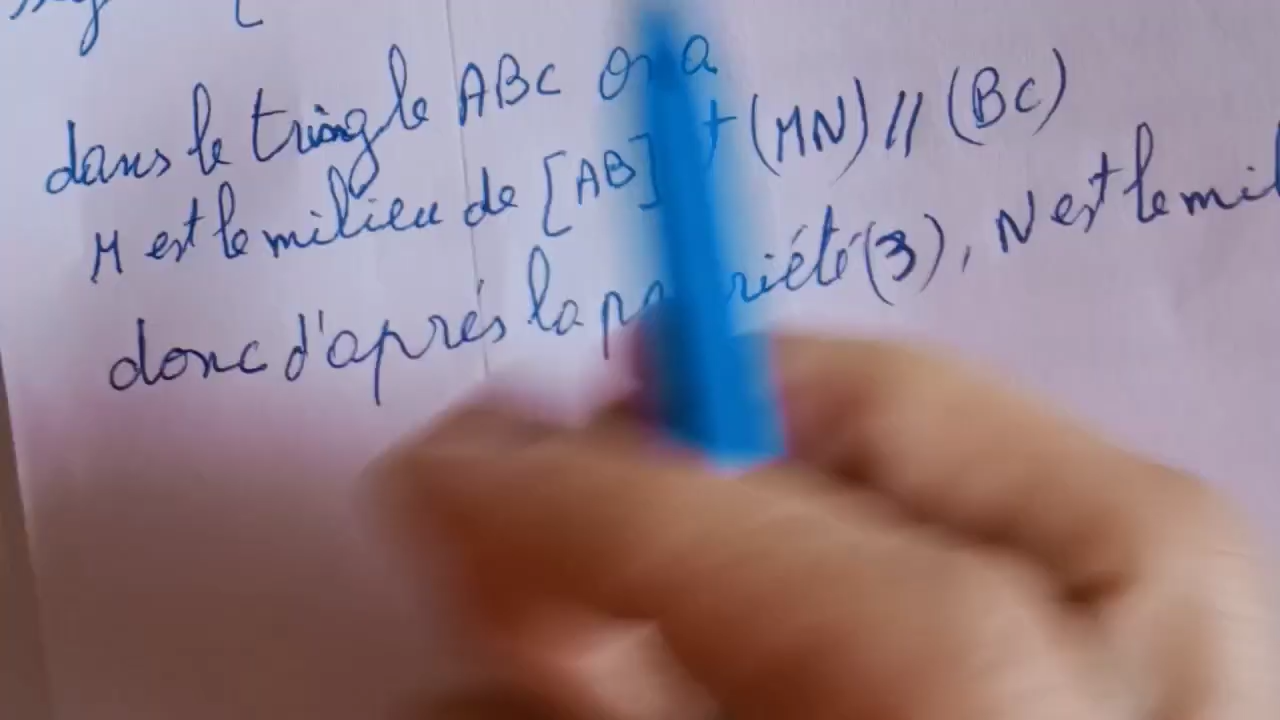 dans le triangle ABC on a
M est le milieu de [AB] et (MN) // (BC)
donc d'après la propriété (3), N est le mil